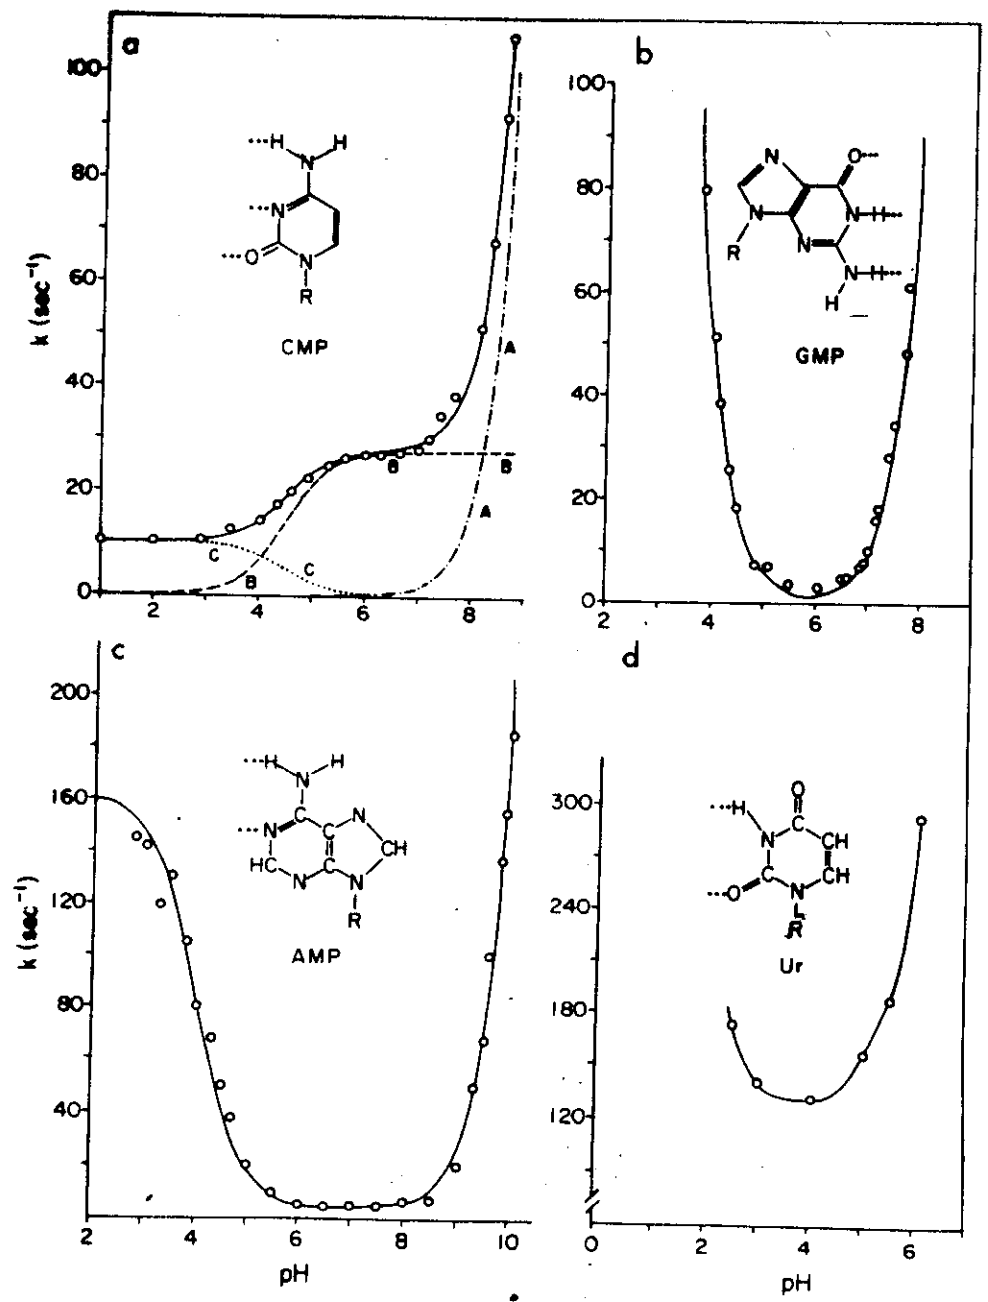 a
100
80
60
40
20
0
2
4
6
8
k (sec⁻¹)
···H H
N
···N
···O N
R
CMP
A
B
B
A
C
B
C
b
100
80
60
40
20
0
2
4
6
8
N O···
N N-H···
R N
N-H···
H
GMP
c
200
160
120
80
40
2
4
6
8
10
k (sec⁻¹)
pH
···H H
N
C N
···N
HC CH
N N
R
AMP
d
300
240
180
120
0
2
4
6
pH
O
···H C
N CH
C CH
···O N
R
Ur